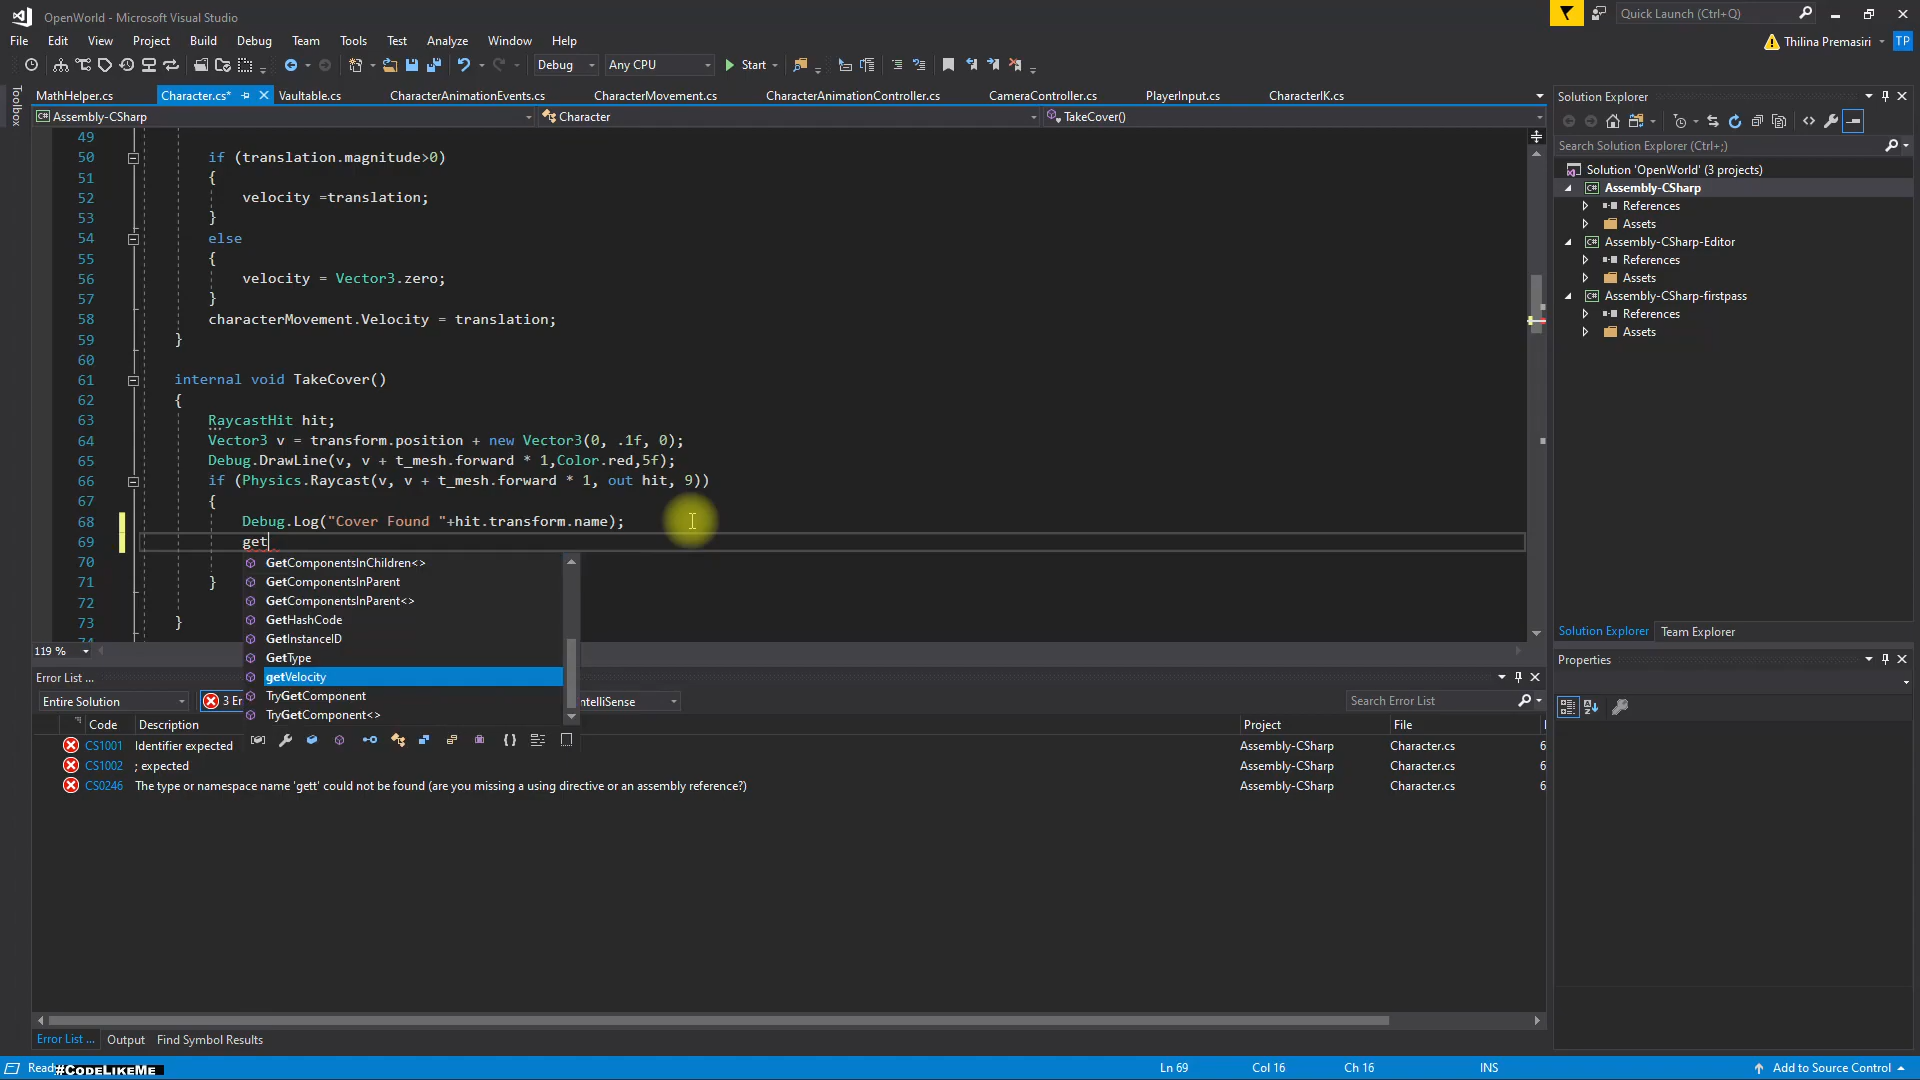 OpenWorld - Microsoft Visual Studio
Quick Launch (Ctrl+Q)
File Edit View Project Build Debug Team Tools Test Analyze Window Help
Thilina Premasiri TP
Debug Any CPU Start
Toolbox
MathHelper.cs Character.cs* Vaultable.cs CharacterAnimationEvents.cs CharacterMovement.cs CharacterAnimationController.cs CameraController.cs PlayerInput.cs CharacterIK.cs
C# Assembly-CSharp Character TakeCover()
49
50 if (translation.magnitude>0)
51 {
52 velocity =translation;
53 }
54 else
55 {
56 velocity = Vector3.zero;
57 }
58 characterMovement.Velocity = translation;
59 }
60
61 internal void TakeCover()
62 {
63 RaycastHit hit;
64 Vector3 v = transform.position + new Vector3(0, .1f, 0);
65 Debug.DrawLine(v, v + t_mesh.forward * 1,Color.red,5f);
66 if (Physics.Raycast(v, v + t_mesh.forward * 1, out hit, 9))
67 {
68 Debug.Log("Cover Found "+hit.transform.name);
69 get
70
71 }
72
73 }
74
GetComponentsInChildren<>
GetComponentsInParent
GetComponentsInParent<>
GetHashCode
GetInstanceID
GetType
getVelocity
TryGetComponent
TryGetComponent<>
119 %
Error List ...
Entire Solution 3 Er ntelliSense Search Error List
Code Description Project File
CS1001 Identifier expected Assembly-CSharp Character.cs 6
CS1002 ; expected Assembly-CSharp Character.cs 6
CS0246 The type or namespace name 'gett' could not be found (are you missing a using directive or an assembly reference?) Assembly-CSharp Character.cs 6
Error List ... Output Find Symbol Results
Solution Explorer
Search Solution Explorer (Ctrl+;)
Solution 'OpenWorld' (3 projects)
C# Assembly-CSharp
References
Assets
C# Assembly-CSharp-Editor
References
Assets
C# Assembly-CSharp-firstpass
References
Assets
Solution Explorer Team Explorer
Properties
Ready #CODELIKEME Ln 69 Col 16 Ch 16 INS Add to Source Control